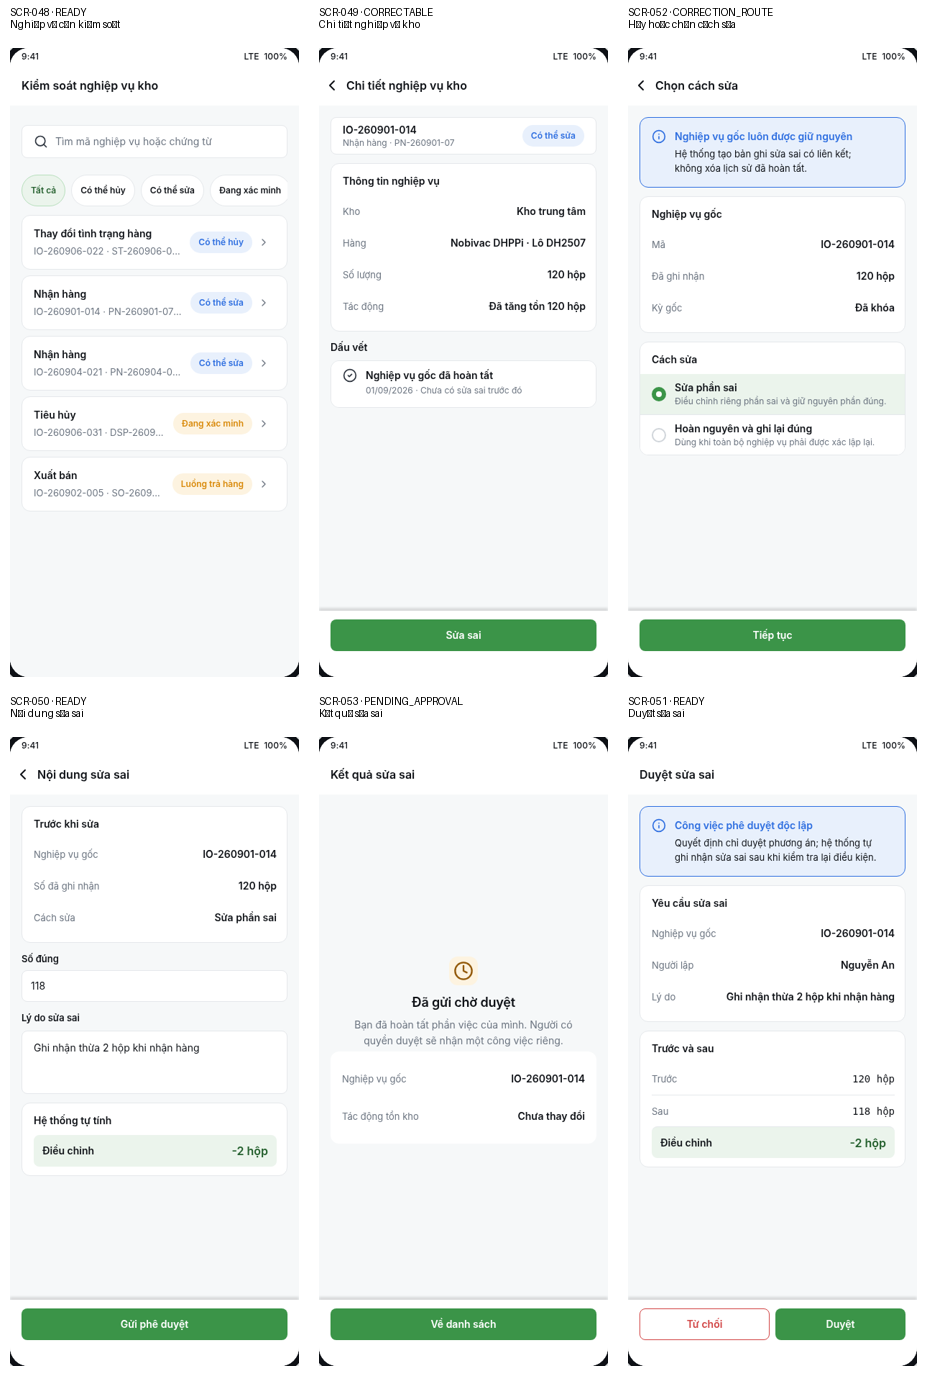 SCR-048 · READY
SCR-049 · CORRECTABLE
Chi tiết nghiệp vụ kho
SCR-052 · CORRECTION_ROUTE
9:41
LTE 100%
Kiểm soát nghiệp vụ kho
Tìm mã nghiệp vụ hoặc chứng từ
Tất cả
Có thể hủy
Có thể sửa
Đang xác minh
Thay đổi tình trạng hàng
IO-260906-022 · ST-260906-0...
Có thể hủy
Nhận hàng
IO-260901-014 · PN-260901-07...
Có thể sửa
Nhận hàng
IO-260904-021 · PN-260904-0...
Có thể sửa
Tiêu hủy
IO-260906-031 · DSP-2609...
Đang xác minh
Xuất bán
IO-260902-005 · SO-2609...
Luồng trả hàng
9:41
LTE 100%
Chi tiết nghiệp vụ kho
IO-260901-014
Nhận hàng · PN-260901-07
Có thể sửa
Thông tin nghiệp vụ
Kho
Kho trung tâm
Hàng
Nobivac DHPPi · Lô DH2507
Số lượng
120 hộp
Tác động
Đã tăng tồn 120 hộp
Dấu vết
Nghiệp vụ gốc đã hoàn tất
01/09/2026 · Chưa có sửa sai trước đó
Sửa sai
9:41
LTE 100%
Chọn cách sửa
Nghiệp vụ gốc luôn được giữ nguyên
Hệ thống tạo bản ghi sửa sai có liên kết;
không xóa lịch sử đã hoàn tất.
Nghiệp vụ gốc
Mã
IO-260901-014
Đã ghi nhận
120 hộp
Kỳ gốc
Đã khóa
Cách sửa
Sửa phần sai
Điều chỉnh riêng phần sai và giữ nguyên phần đúng.
Hoàn nguyên và ghi lại đúng
Dùng khi toàn bộ nghiệp vụ phải được xác lập lại.
Tiếp tục
SCR-050 · READY
SCR-053 · PENDING_APPROVAL
SCR-051 · READY
9:41
LTE 100%
Nội dung sửa sai
Trước khi sửa
Nghiệp vụ gốc
IO-260901-014
Số đã ghi nhận
120 hộp
Cách sửa
Sửa phần sai
Số đúng
118
Lý do sửa sai
Ghi nhận thừa 2 hộp khi nhận hàng
Hệ thống tự tính
Điều chỉnh
-2 hộp
Gửi phê duyệt
9:41
LTE 100%
Kết quả sửa sai
Đã gửi chờ duyệt
Bạn đã hoàn tất phần việc của mình. Người có
quyền duyệt sẽ nhận một công việc riêng.
Nghiệp vụ gốc
IO-260901-014
Tác động tồn kho
Chưa thay đổi
Về danh sách
9:41
LTE 100%
Duyệt sửa sai
Công việc phê duyệt độc lập
Quyết định chỉ duyệt phương án; hệ thống tự
ghi nhận sửa sai sau khi kiểm tra lại điều kiện.
Yêu cầu sửa sai
Nghiệp vụ gốc
IO-260901-014
Người lập
Nguyễn An
Lý do
Ghi nhận thừa 2 hộp khi nhận hàng
Trước và sau
Trước
120 hộp
Sau
118 hộp
Điều chỉnh
-2 hộp
Từ chối
Duyệt